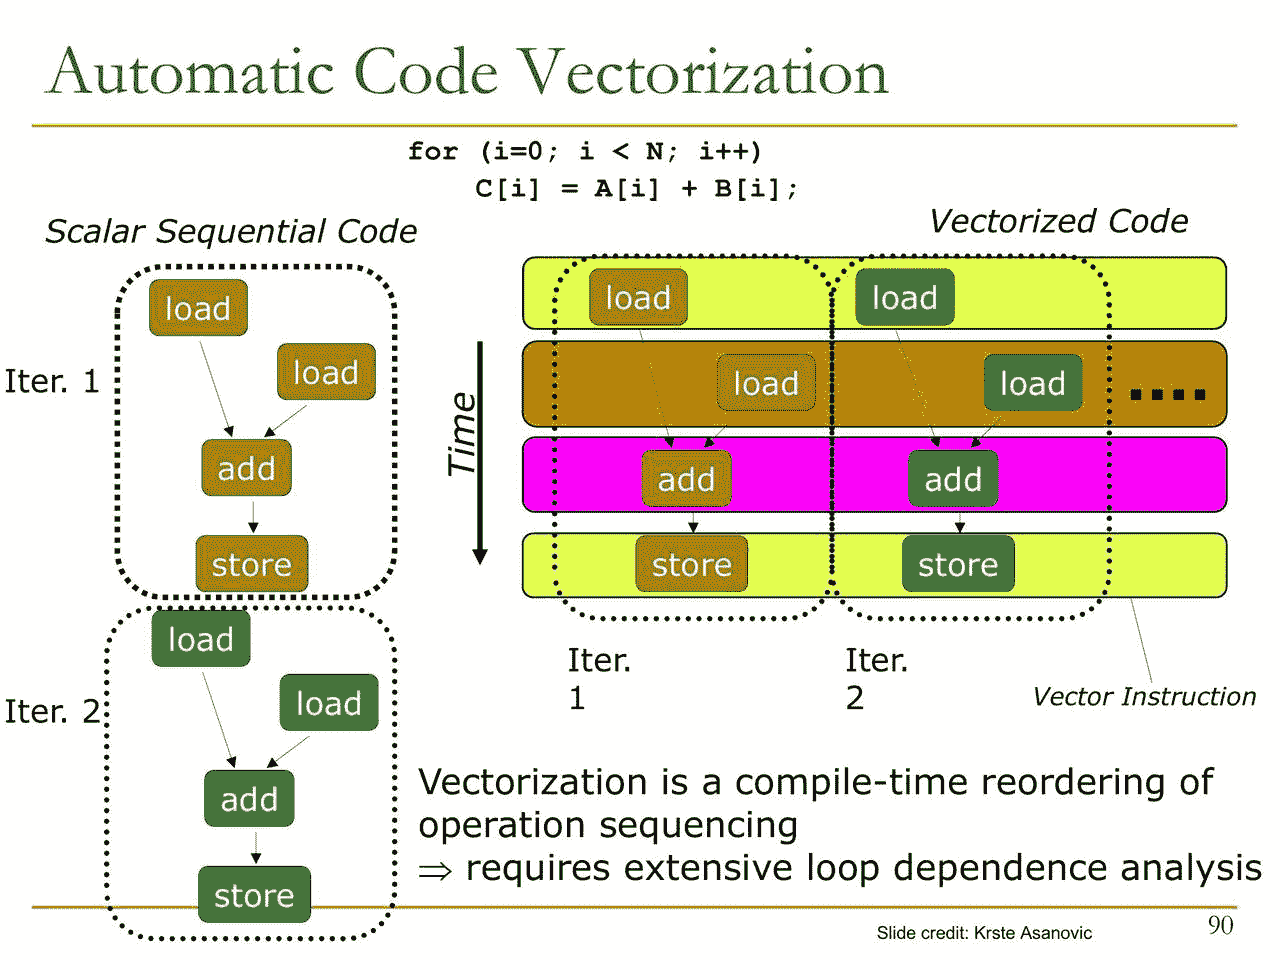 Automatic Code Vectorization
for (i=0; i < N; i++)
C[i] = A[i] + B[i];
Scalar Sequential Code
Iter. 1
load
load
add
store
Iter. 2
load
load
add
store
Vectorized Code
Time
load
load
load
load
....
add
add
store
store
Iter.
1
Iter.
2
Vector Instruction
Vectorization is a compile-time reordering of
operation sequencing
⇒ requires extensive loop dependence analysis
Slide credit: Krste Asanovic
90